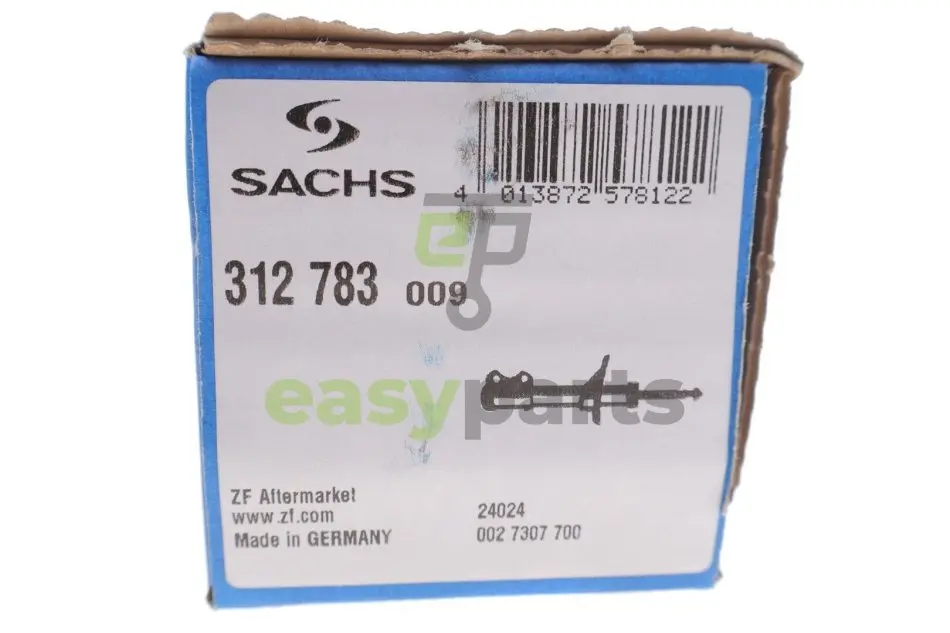 SACHS
4 013872 578122
312 783 009
easyparts
ZF Aftermarket
www.zf.com
Made in GERMANY
24024
002 7307 700